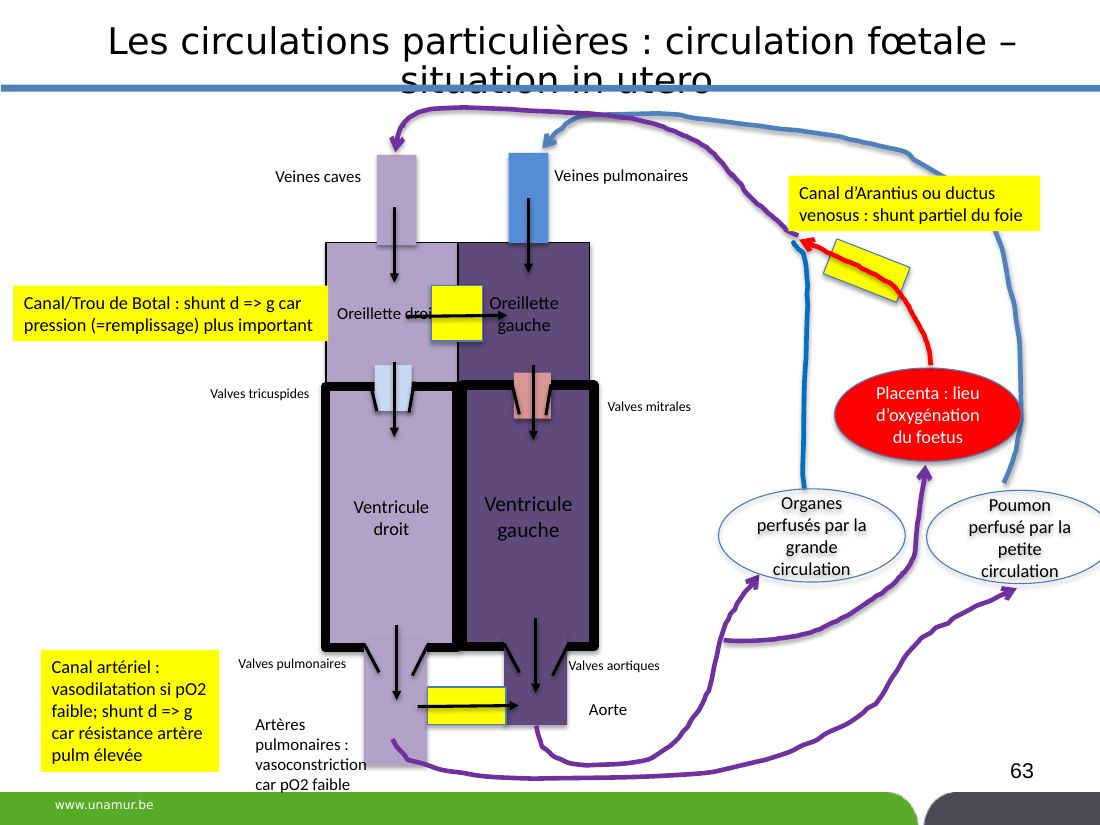 Les circulations particulières : circulation fœtale –
situation in utero
Veines caves
Veines pulmonaires
Canal d’Arantius ou ductus
venosus : shunt partiel du foie
Canal/Trou de Botal : shunt d => g car
pression (=remplissage) plus important
Oreillette droi
Oreillette
gauche
Valves tricuspides
Valves mitrales
Placenta : lieu
d’oxygénation
du foetus
Ventricule
droit
Ventricule
gauche
Organes
perfusés par la
grande
circulation
Poumon
perfusé par la
petite
circulation
Canal artériel :
vasodilatation si pO2
faible; shunt d => g
car résistance artère
pulm élevée
Valves pulmonaires
Valves aortiques
Aorte
Artères
pulmonaires :
vasoconstriction
car pO2 faible
63
www.unamur.be